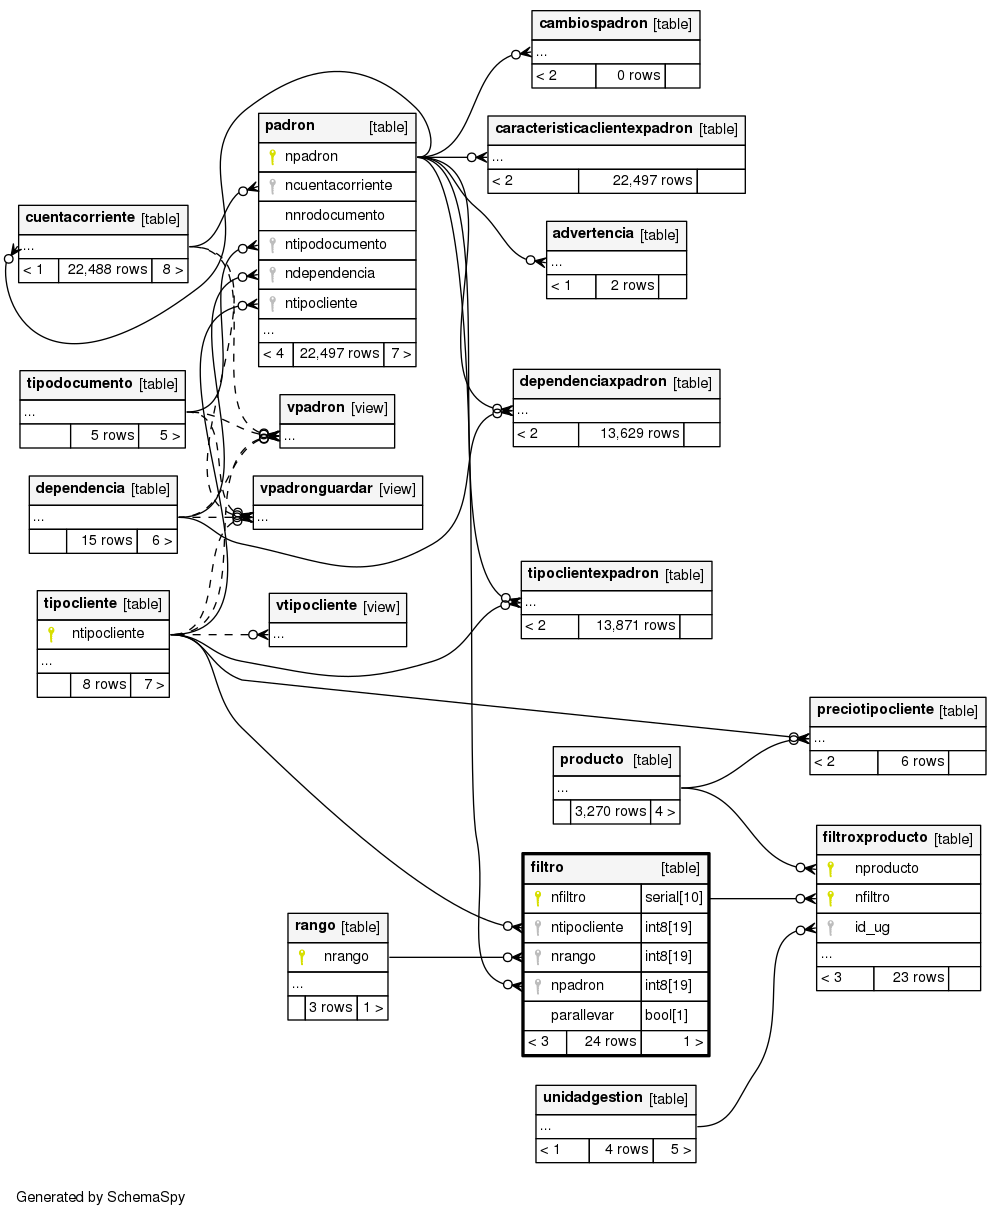 cambiospadron [table]
...
< 2 0 rows
padron [table]
npadron
ncuentacorriente
nnrodocumento
ntipodocumento
ndependencia
ntipocliente
...
< 4 22,497 rows 7 >
caracteristicaclientexpadron [table]
...
< 2 22,497 rows
cuentacorriente [table]
...
< 1 22,488 rows 8 >
advertencia [table]
...
< 1 2 rows
tipodocumento [table]
...
5 rows 5 >
vpadron [view]
...
dependenciaxpadron [table]
...
< 2 13,629 rows
dependencia [table]
...
15 rows 6 >
vpadronguardar [view]
...
tipocliente [table]
ntipocliente
...
8 rows 7 >
vtipocliente [view]
...
tipoclientexpadron [table]
...
< 2 13,871 rows
preciotipocliente [table]
...
< 2 6 rows
producto [table]
...
3,270 rows 4 >
filtroxproducto [table]
nproducto
nfiltro
id_ug
...
< 3 23 rows
filtro [table]
nfiltro serial[10]
ntipocliente int8[19]
nrango int8[19]
npadron int8[19]
parallevar bool[1]
< 3 24 rows 1 >
rango [table]
nrango
...
3 rows 1 >
unidadgestion [table]
...
< 1 4 rows 5 >
Generated by SchemaSpy